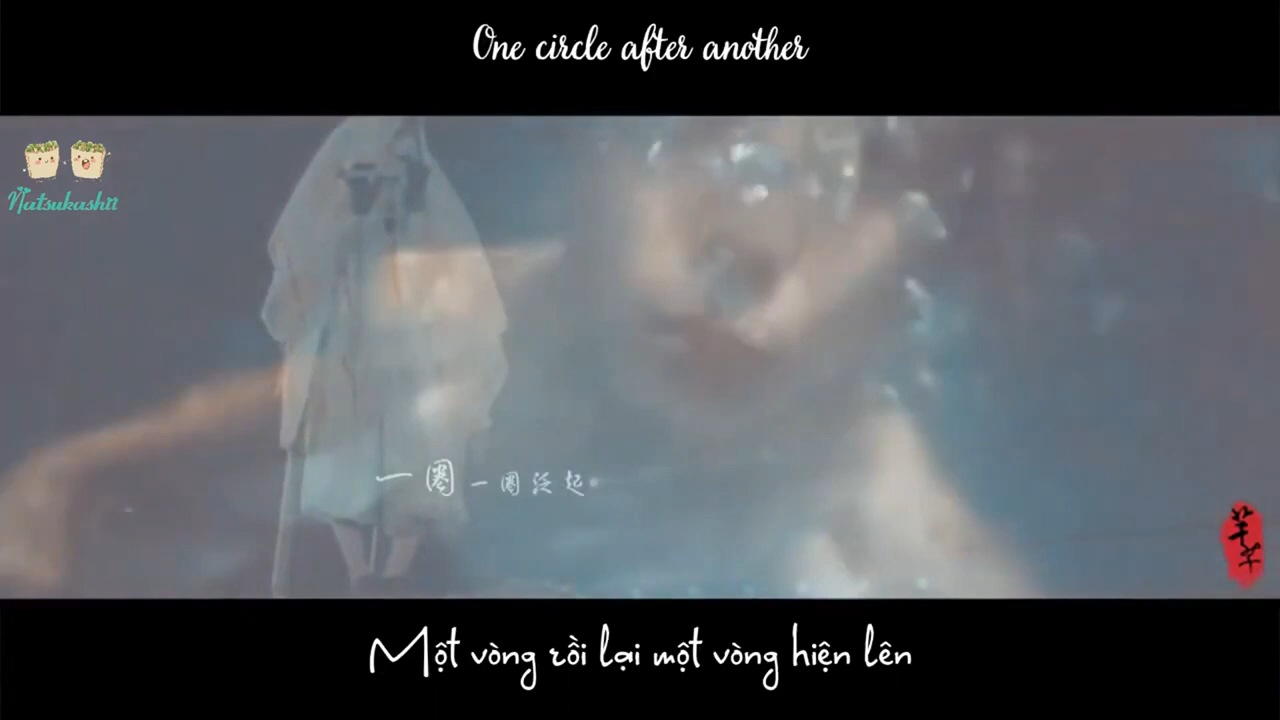 One circle after another
Natsukashii
一圈一圈泛起
Một vòng rồi lại một vòng hiện lên